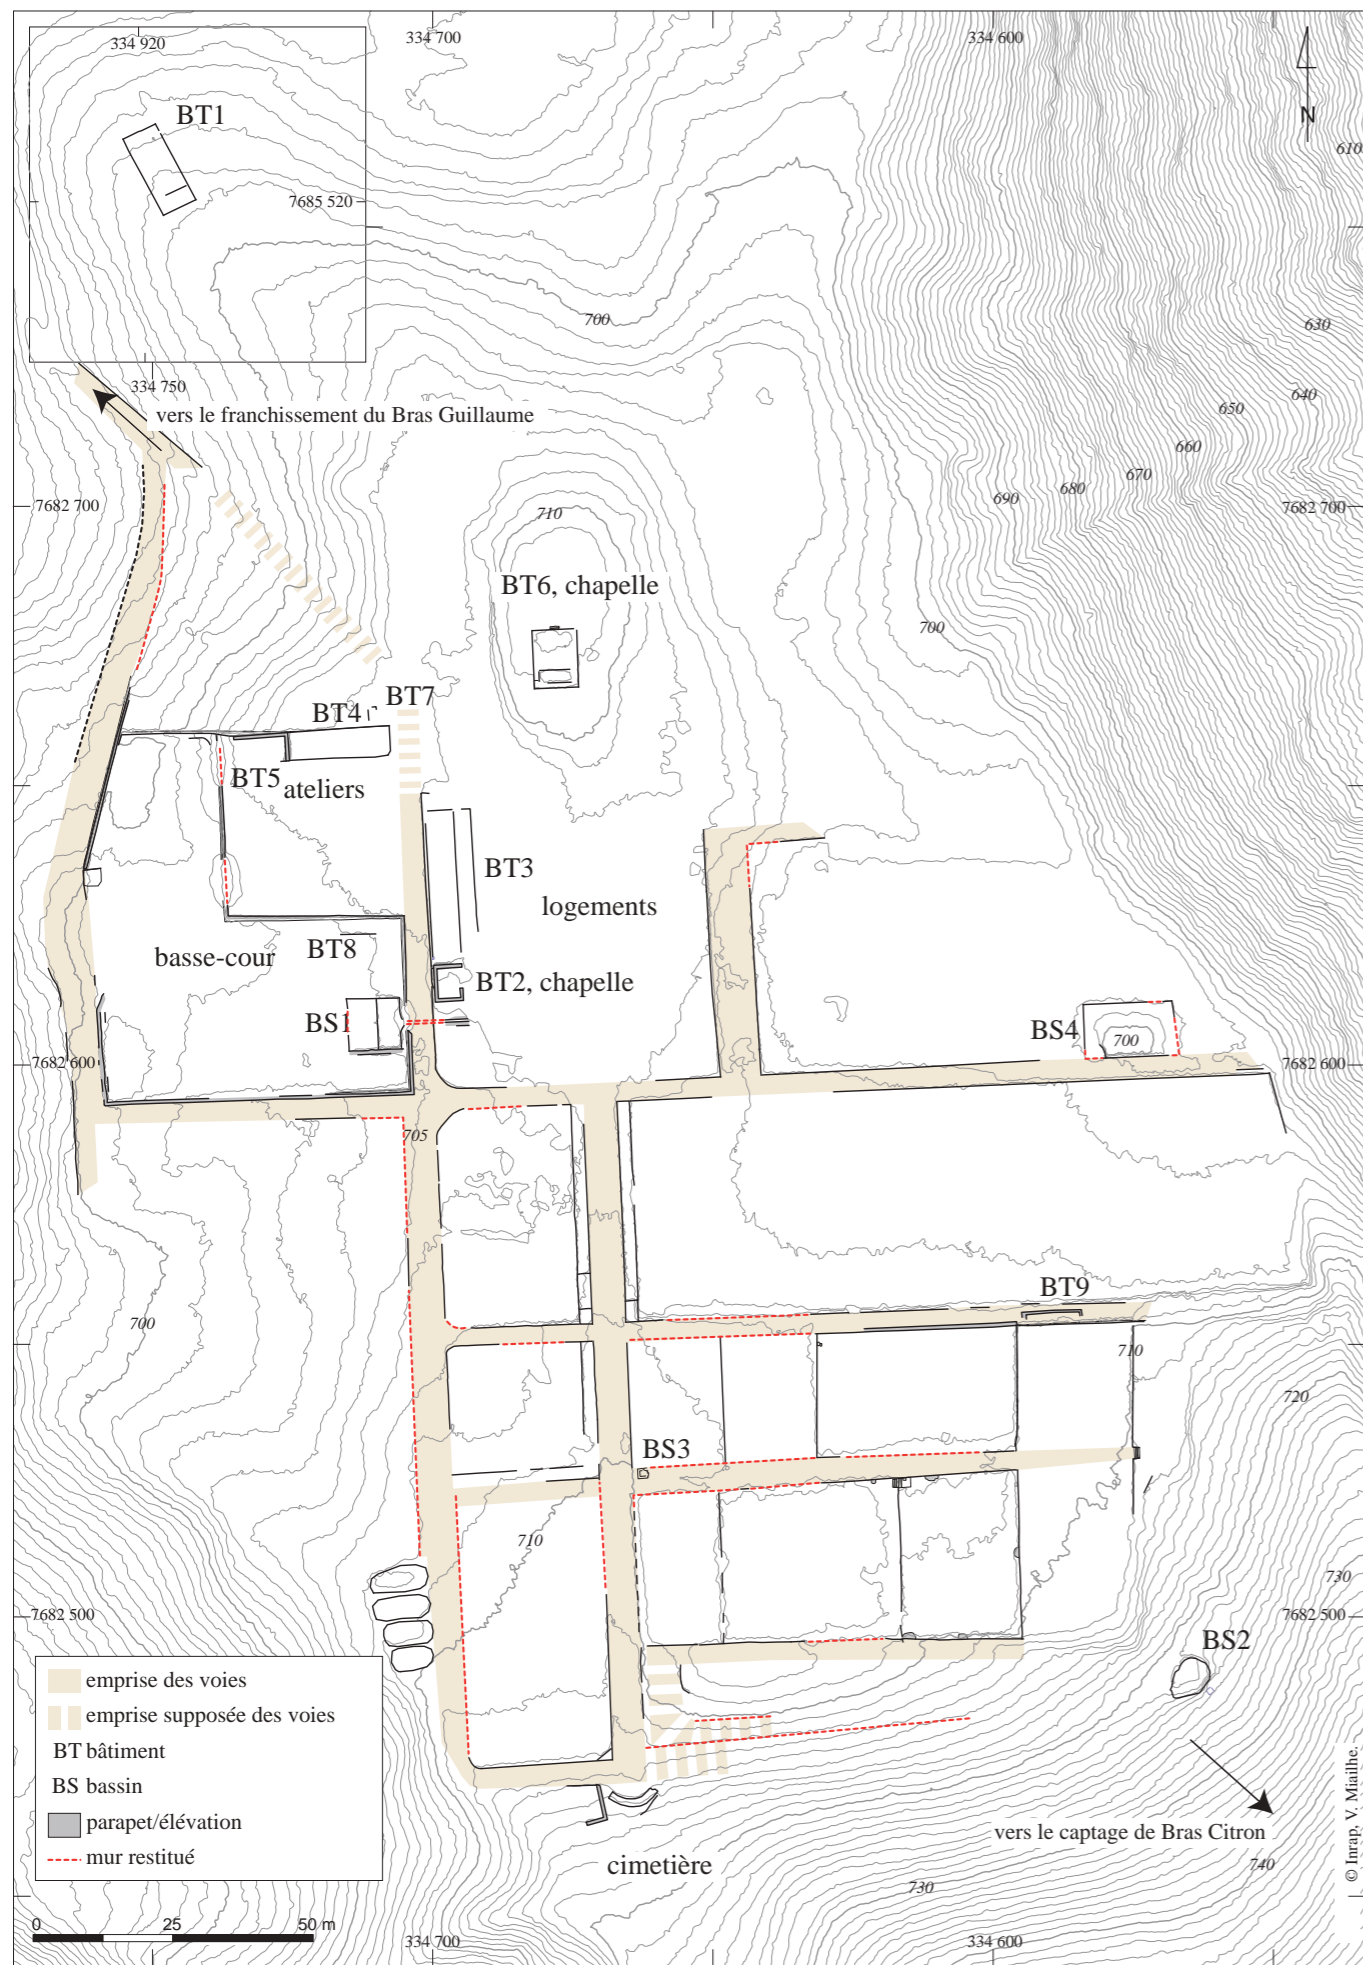 334 920
334 700
334 600
N
BT1
610
7685 520
700
630
334 750
640
vers le franchissement du Bras Guillaume
650
660
670
680
690
7682 700
710
7682 700
BT6, chapelle
700
BT4
BT7
BT5
ateliers
BT3
logements
BT8
basse-cour
BT2, chapelle
BS1
BS4
700
7682 600
7682 600
705
BT9
700
710
720
BS3
710
730
7682 500
7682 500
BS2
emprise des voies
emprise supposée des voies
BT bâtiment
BS bassin
parapet/élévation
mur restitué
vers le captage de Bras Citron
cimetière
740
730
© Inrap, V. Miailhe,
0 25 50 m
334 700
334 600